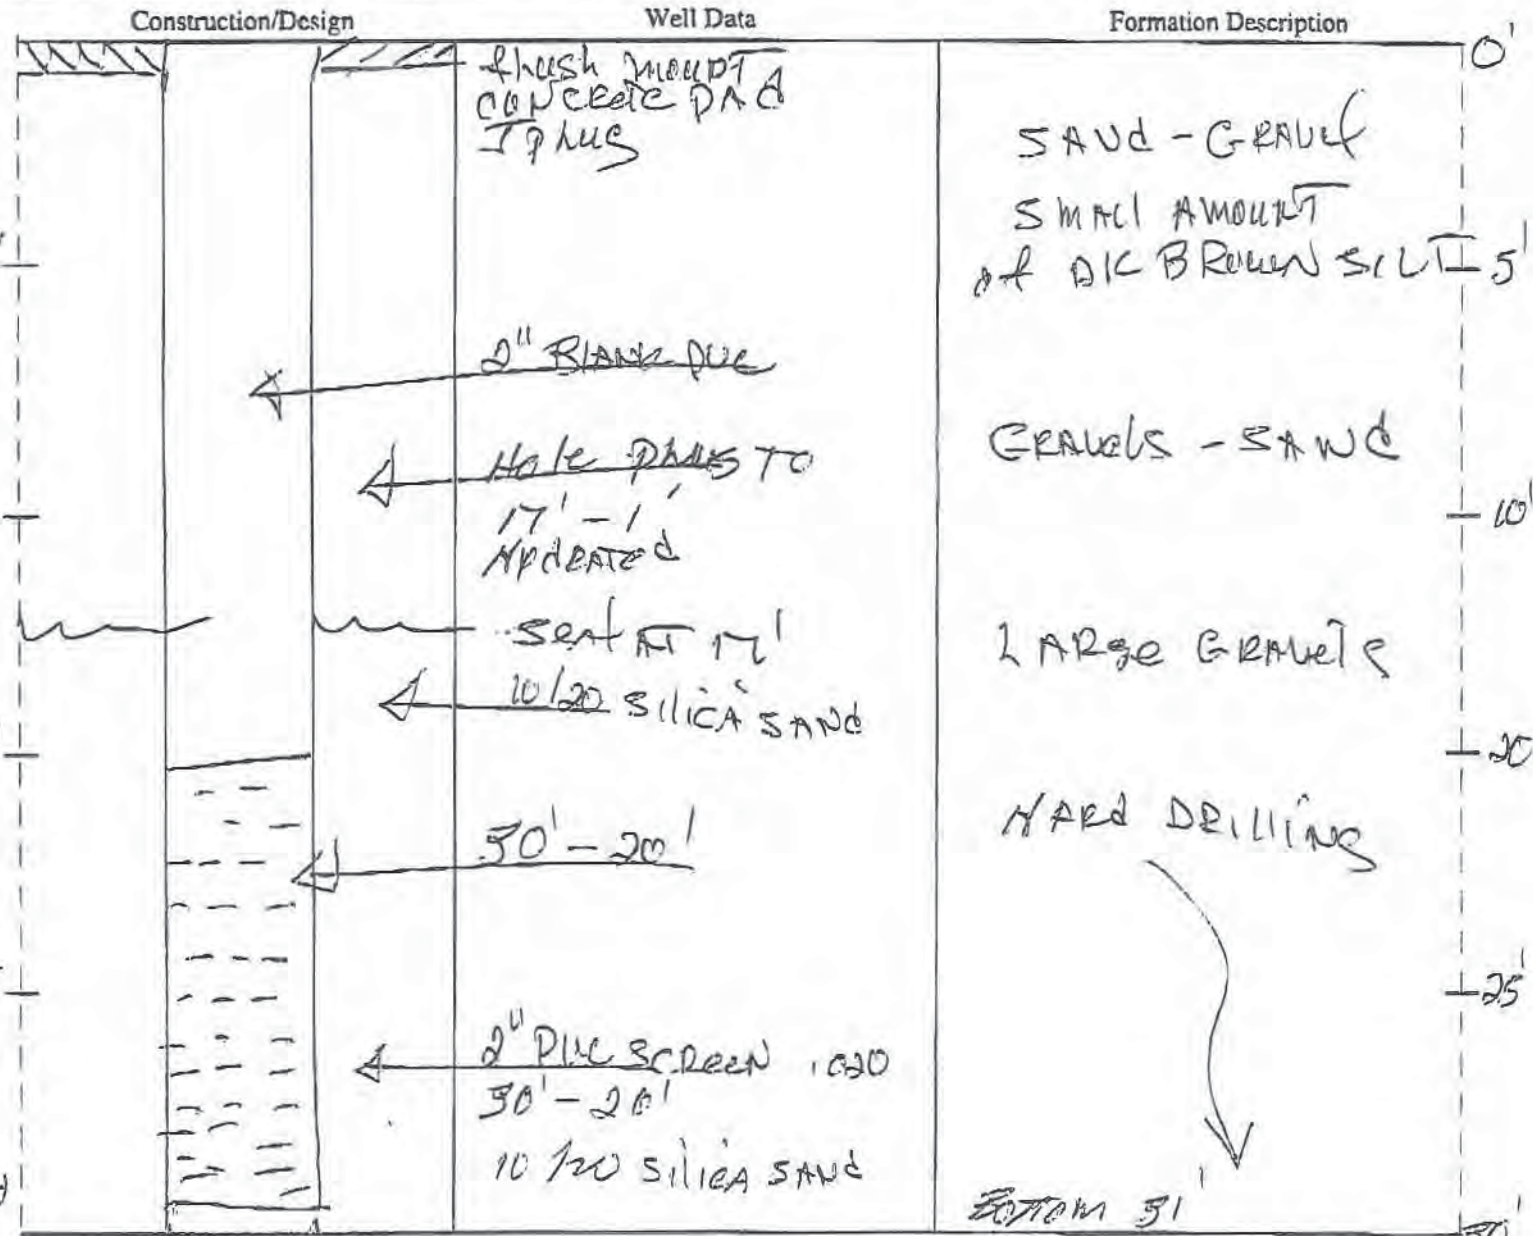 Construction/Design
Well Data
Formation Description
flush mount
CONCRETE PAd
J Plug
2" BLANK PVC
Hole Plug TO
17' - 1'
HYdRATEd
Seal AT 17'
10/20 SiliCA SANd
30' - 20'
2" PVC SCREEN .020
30' - 20'
10/20 SiliCA SANd
SANd - GRAVEl
SMAll AMOUNT
of DK BROWN SILT
GRAVElS - SANd
LARge GRAVElS
HARd DRILLiNg
BOTTOM 31'
0'
5'
10'
20
25'
30'